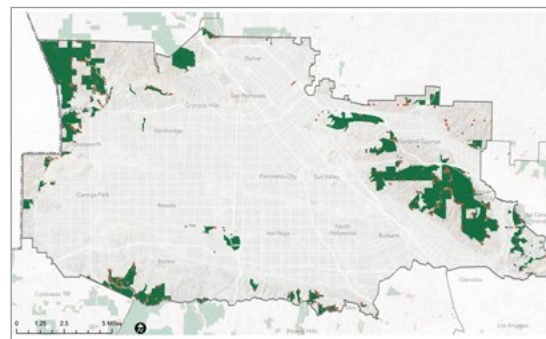 Sylmar
San Fernando
Granada Hills
Northridge
Chatsworth
Sunland-Tujunga
Canoga Park
Panorama City
Sun Valley
Reseda
Van Nuys
North
Hollywood
Burbank
Encino
Glendale
Calabasas
Beverly Hills
Los Angeles
0 1.25 2.5 5 Miles